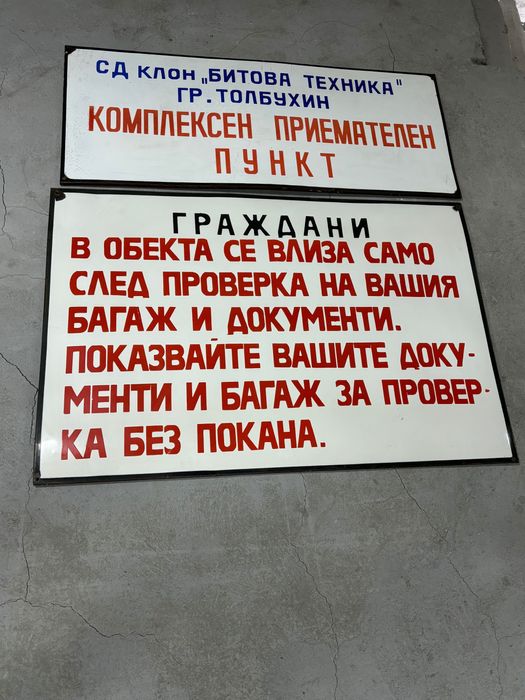 СД клон „БИТОВА ТЕХНИКА"
ГР. ТОЛБУХИН
КОМПЛЕКСЕН ПРИЕМАТЕЛЕН
ПУНКТ
ГРАЖДАНИ
В ОБЕКТА СЕ ВЛИЗА САМО
СЛЕД ПРОВЕРКА НА ВАШИЯ
БАГАЖ И ДОКУМЕНТИ.
ПОКАЗВАЙТЕ ВАШИТЕ ДОКУ-
МЕНТИ И БАГАЖ ЗА ПРОВЕР-
КА БЕЗ ПОКАНА.